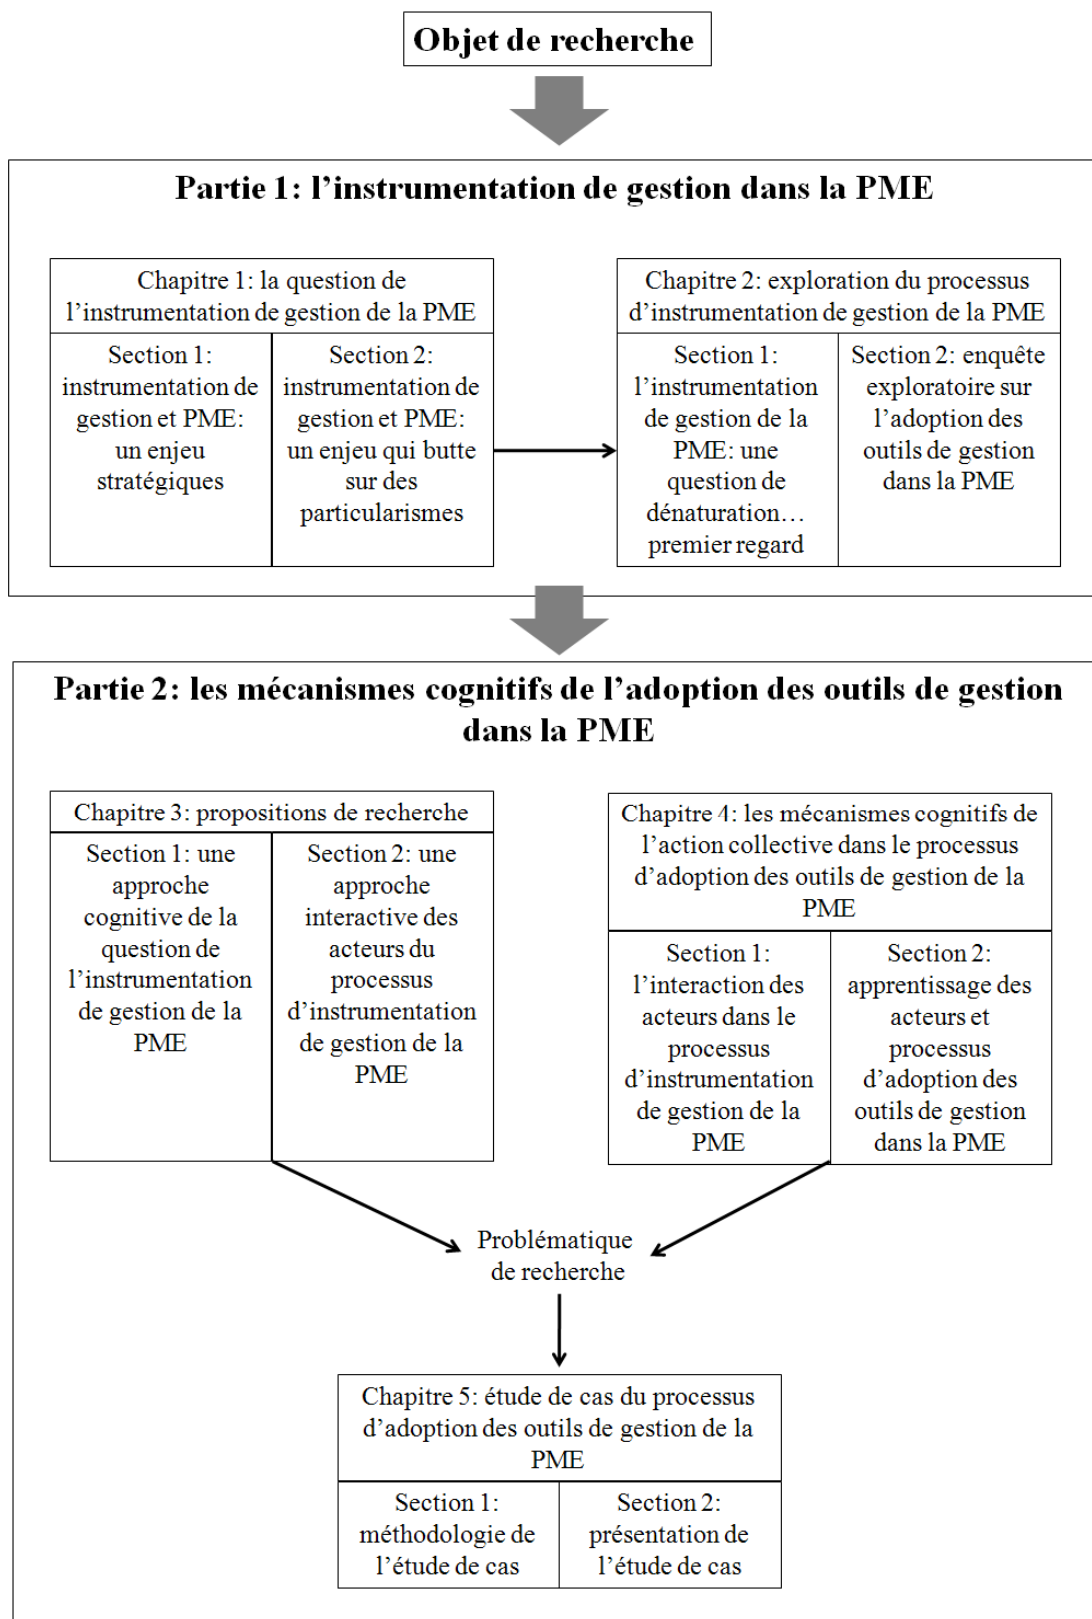 Objet de recherche
Partie 1: l’instrumentation de gestion dans la PME
Chapitre 1: la question de
l’instrumentation de gestion de la PME
Section 1:
instrumentation de
gestion et PME:
un enjeu
stratégiques
Section 2:
instrumentation de
gestion et PME:
un enjeu qui butte
sur des
particularismes
Chapitre 2: exploration du processus
d’instrumentation de gestion de la PME
Section 1:
l’instrumentation
de gestion de la
PME: une
question de
dénaturation…
premier regard
Section 2: enquête
exploratoire sur
l’adoption des
outils de gestion
dans la PME
Partie 2: les mécanismes cognitifs de l’adoption des outils de gestion
dans la PME
Chapitre 3: propositions de recherche
Section 1: une
approche
cognitive de la
question de
l’instrumentation
de gestion de la
PME
Section 2: une
approche
interactive des
acteurs du
processus
d’instrumentation
de gestion de la
PME
Chapitre 4: les mécanismes cognitifs de
l’action collective dans le processus
d’adoption des outils de gestion de la
PME
Section 1:
l’interaction des
acteurs dans le
processus
d’instrumentation
de gestion de la
PME
Section 2:
apprentissage des
acteurs et
processus
d’adoption des
outils de gestion
dans la PME
Problématique
de recherche
Chapitre 5: étude de cas du processus
d’adoption des outils de gestion de la
PME
Section 1:
méthodologie de
l’étude de cas
Section 2:
présentation de
l’étude de cas